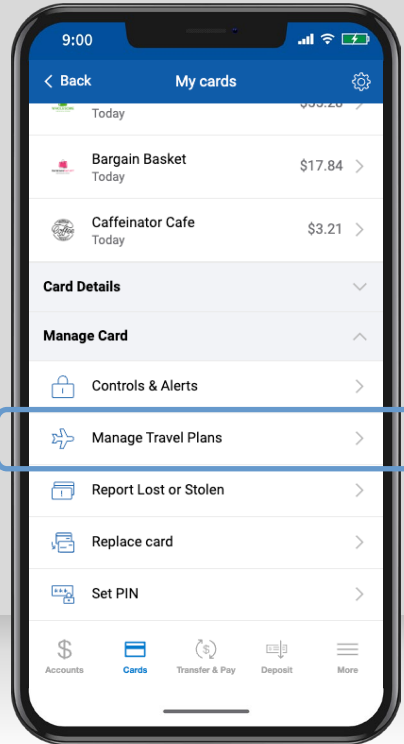 9:00
Back
My cards
Today
Bargain Basket
$17.84
Today
Caffeinator Cafe
$3.21
Today
Card Details
Manage Card
Controls & Alerts
Manage Travel Plans
Report Lost or Stolen
Replace card
Set PIN
Accounts
Cards
Transfer & Pay
Deposit
More